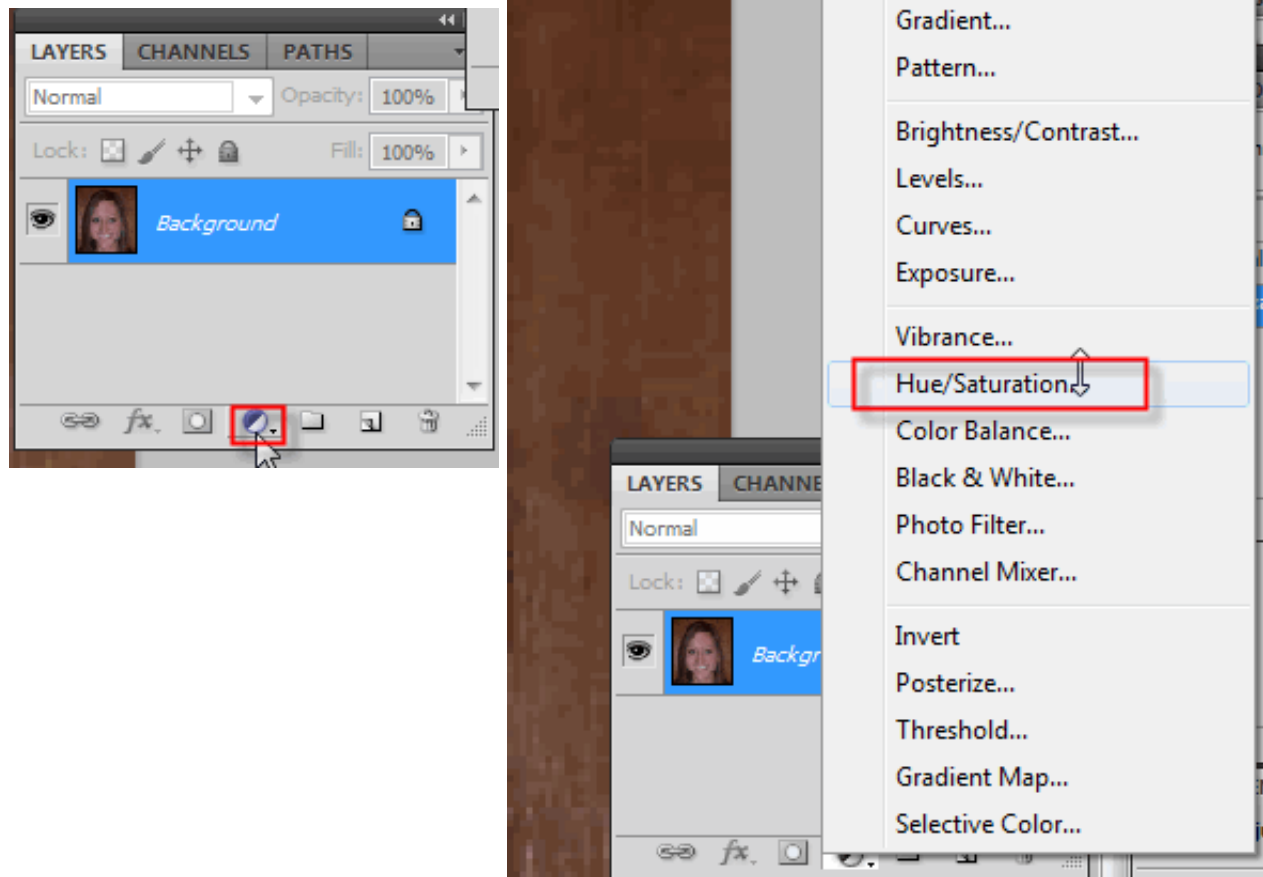 LAYERS CHANNELS PATHS
Normal Opacity: 100%
Lock: Fill: 100%
Background
fx.
Gradient...
Pattern...
Brightness/Contrast...
Levels...
Curves...
Exposure...
Vibrance...
Hue/Saturation
Color Balance...
Black & White...
Photo Filter...
Channel Mixer...
Invert
Posterize...
Threshold...
Gradient Map...
Selective Color...
LAYERS CHANNE
Normal
Lock:
Backgr
fx.